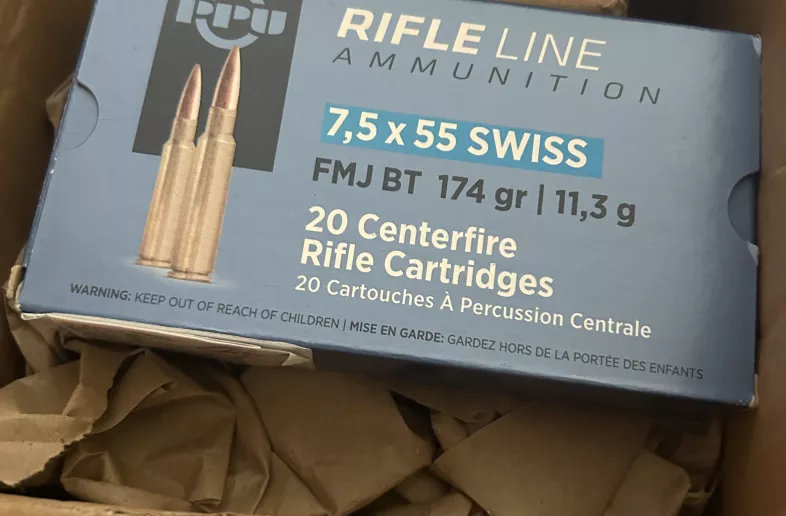 PPU
RIFLE LINE
AMMUNITION
7,5 x 55 SWISS
FMJ BT 174 gr | 11,3 g
20 Centerfire
Rifle Cartridges
20 Cartouches À Percussion Centrale
WARNING: KEEP OUT OF REACH OF CHILDREN | MISE EN GARDE: GARDEZ HORS DE LA PORTÉE DES ENFANTS